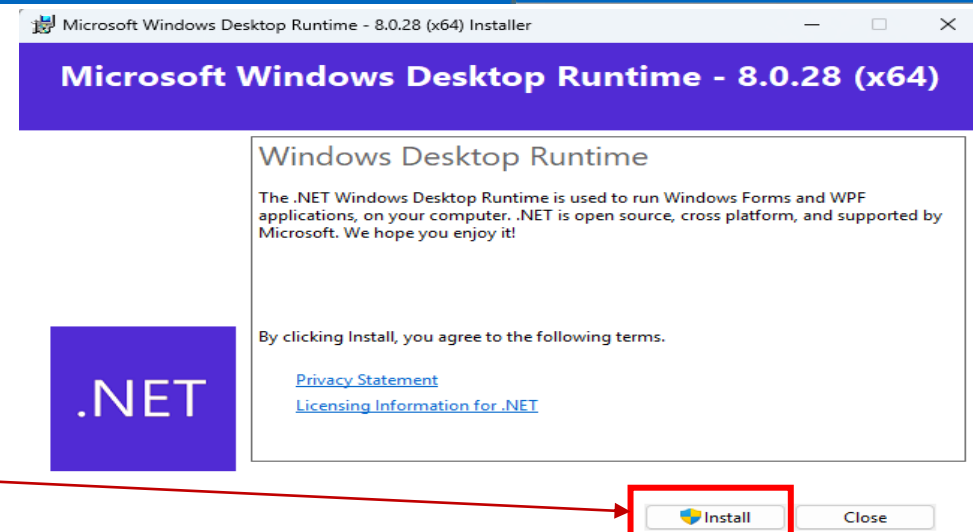 Microsoft Windows Desktop Runtime - 8.0.28 (x64) Installer
Microsoft Windows Desktop Runtime - 8.0.28 (x64)
Windows Desktop Runtime
The .NET Windows Desktop Runtime is used to run Windows Forms and WPF
applications, on your computer. .NET is open source, cross platform, and supported by
Microsoft. We hope you enjoy it!
By clicking Install, you agree to the following terms.
Privacy Statement
Licensing Information for .NET
.NET
Install
Close